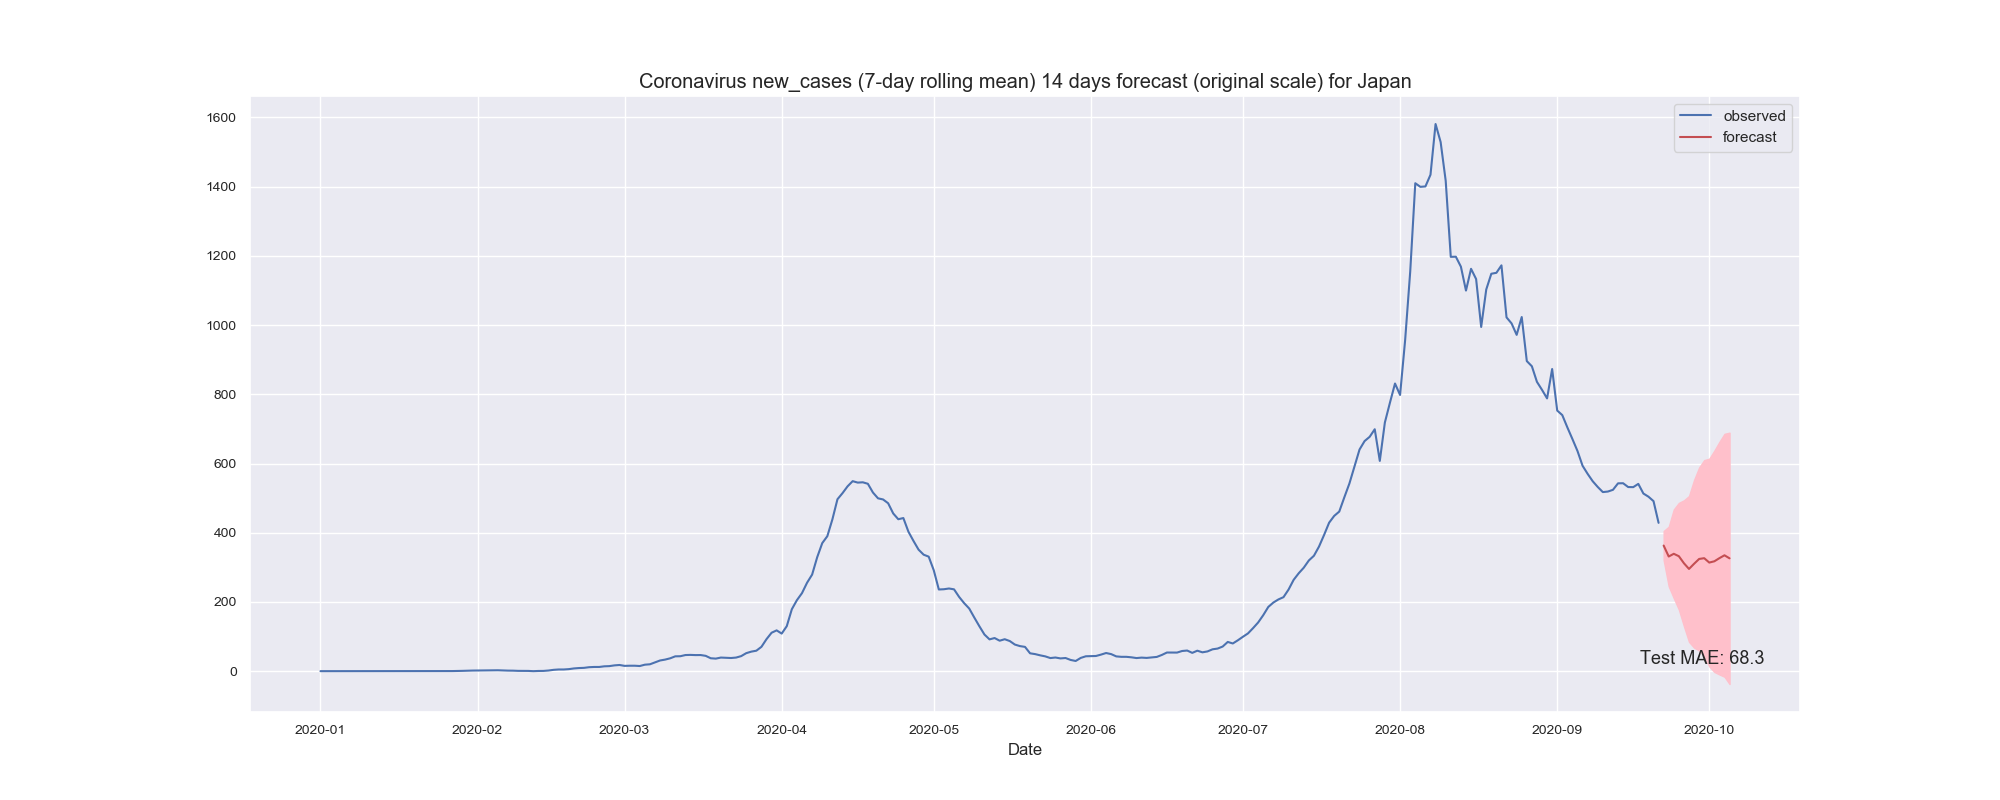 Coronavirus new_cases (7-day rolling mean) 14 days forecast (original scale) for Japan
1600
1400
1200
1000
800
600
400
200
0
observed
forecast
Test MAE: 68.3
2020-01 2020-02 2020-03 2020-04 2020-05 2020-06 2020-07 2020-08 2020-09 2020-10
Date